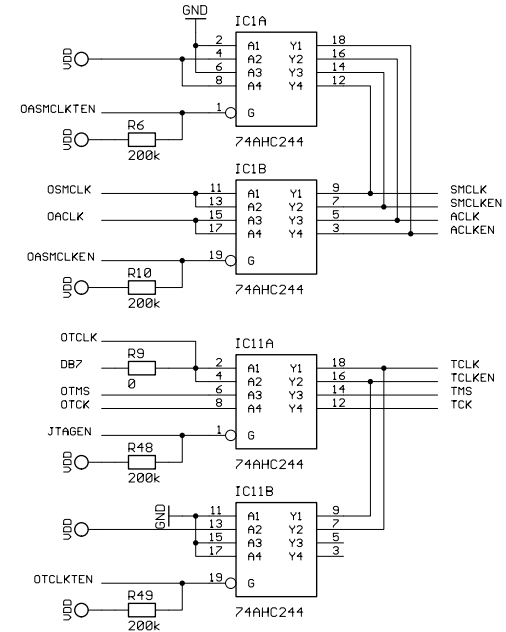 GND
IC1A
2 A1 Y1 18
VDD 4 A2 Y2 16
6 A3 Y3 14
8 A4 Y4 12
OASMCLKTEN 1 G
VDD R6 200k
74AHC244
IC1B
OSMCLK 11 A1 Y1 9 SMCLK
13 A2 Y2 7 SMCLKEN
OACLK 15 A3 Y3 5 ACLK
17 A4 Y4 3 ACLKEN
OASMCLKEN 19 G
VDD R10 200k
74AHC244
OTCLK
IC11A
DB7 R9 0 2 A1 Y1 18 TCLK
4 A2 Y2 16 TCLKEN
OTMS 6 A3 Y3 14 TMS
OTCK 8 A4 Y4 12 TCK
JTAGEN 1 G
VDD R48 200k
74AHC244
IC11B
GND 11 A1 Y1 9
VDD 13 A2 Y2 7
15 A3 Y3 5
17 A4 Y4 3
OTCLKTEN 19 G
VDD R49 200k
74AHC244